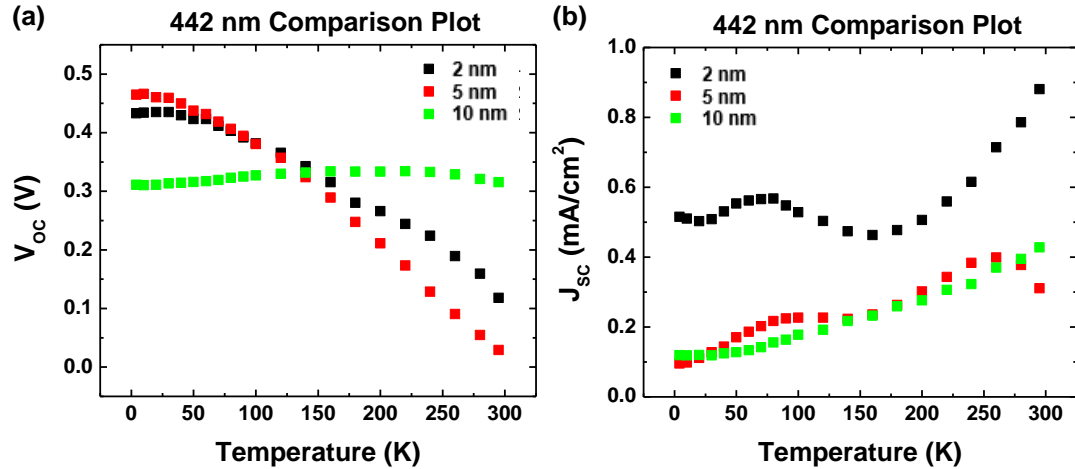 (a)
442 nm Comparison Plot
2 nm
5 nm
10 nm
0.5
0.4
0.3
0.2
0.1
0.0
V_OC (V)
0 50 100 150 200 250 300
Temperature (K)
(b)
442 nm Comparison Plot
2 nm
5 nm
10 nm
1.0
0.8
0.6
0.4
0.2
0.0
J_SC (mA/cm²)
0 50 100 150 200 250 300
Temperature (K)